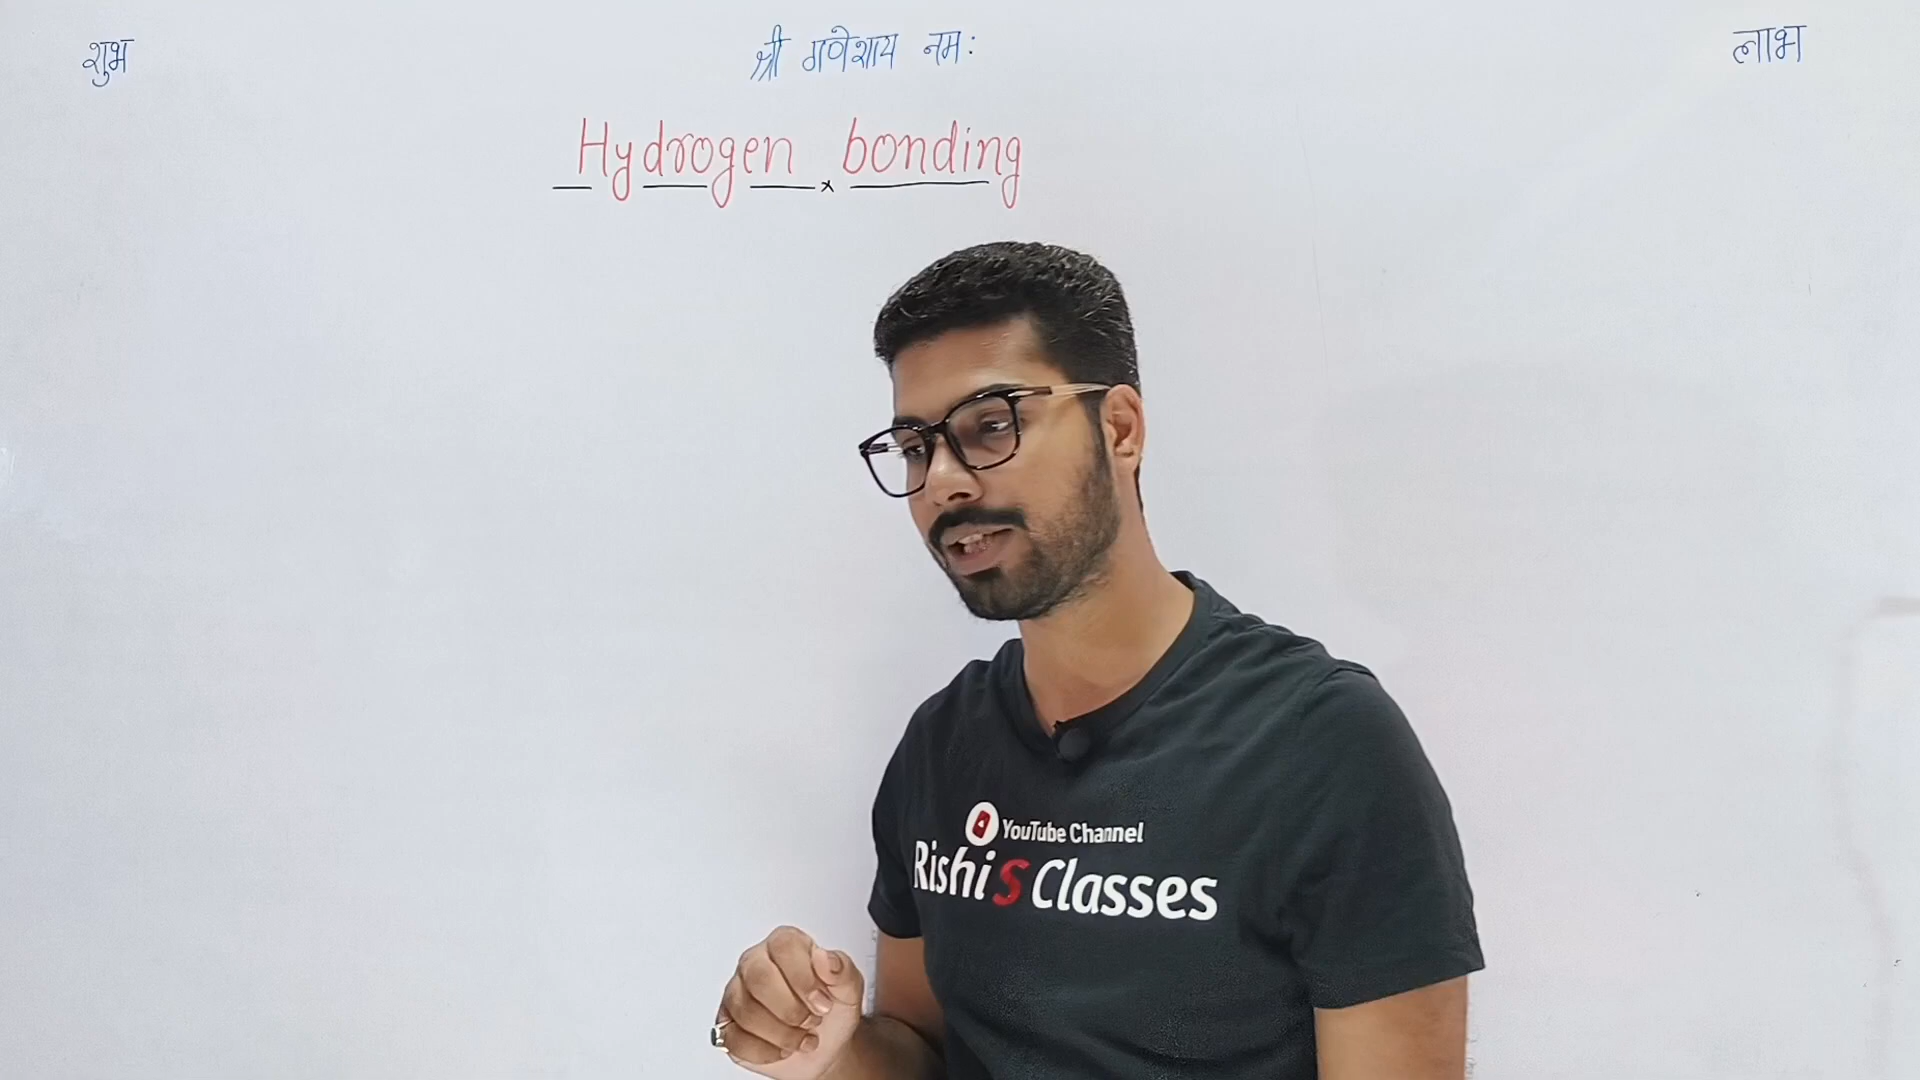 शुभ श्री गणेशाय नमः लाभ
Hydrogen bonding
YouTube Channel
Rishi S Classes